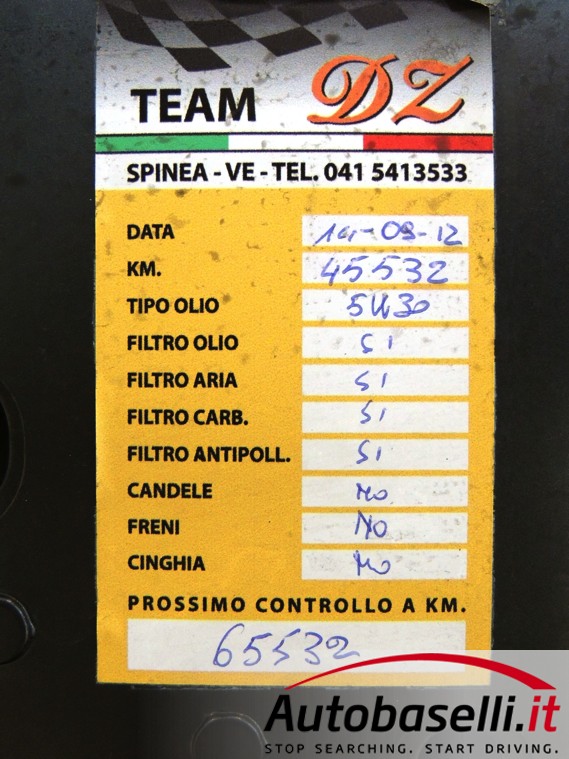 TEAM DZ
SPINEA - VE - TEL. 041 5413533
DATA 14-09-12
KM. 45532
TIPO OLIO 5W30
FILTRO OLIO SI
FILTRO ARIA SI
FILTRO CARB. SI
FILTRO ANTIPOLL. SI
CANDELE NO
FRENI NO
CINGHIA NO
PROSSIMO CONTROLLO A KM.
65532
Autobaselli.it
STOP SEARCHING. START DRIVING.